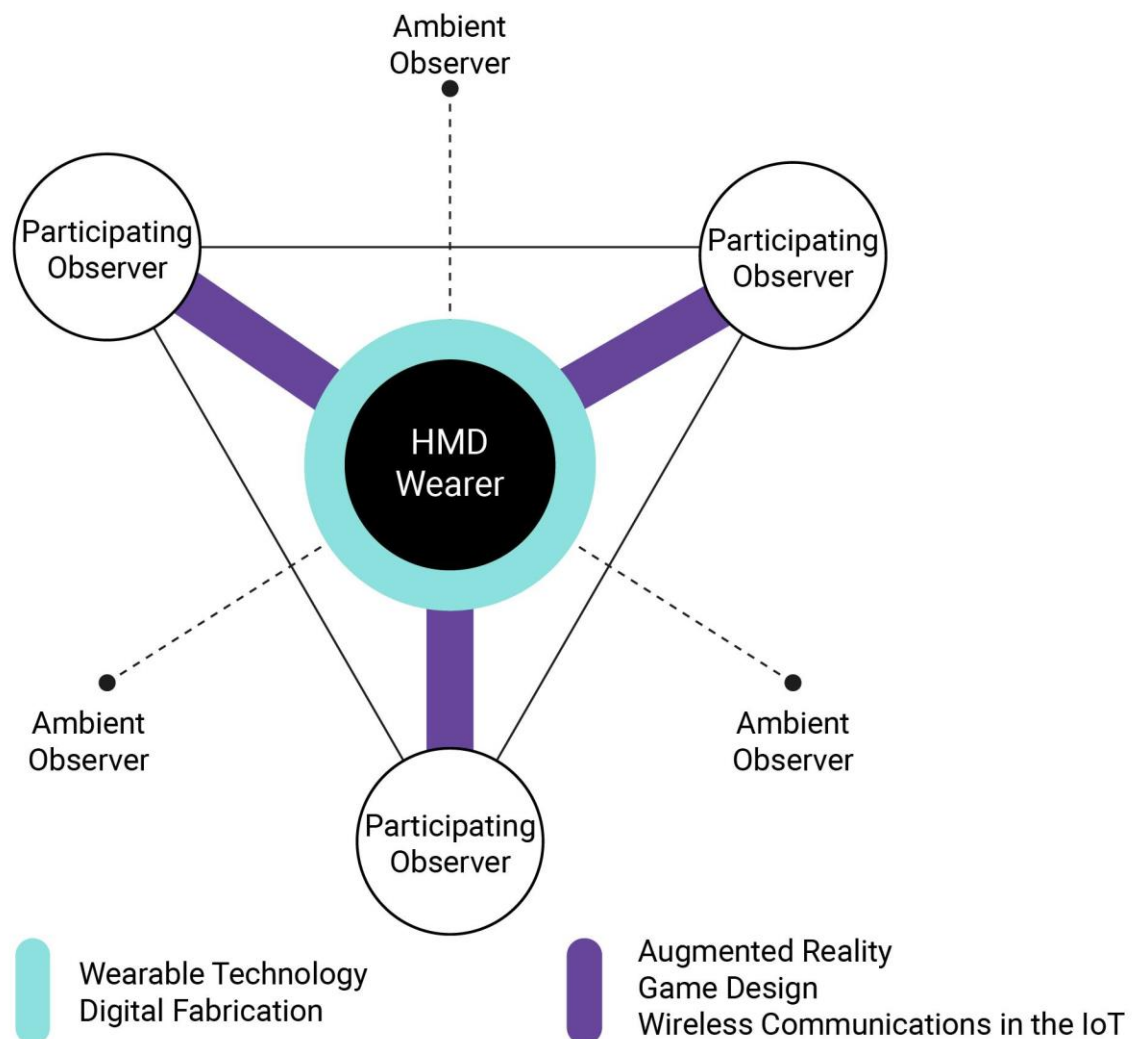 Ambient
Observer
Participating
Observer
Participating
Observer
HMD
Wearer
Ambient
Observer
Ambient
Observer
Participating
Observer
Wearable Technology
Digital Fabrication
Augmented Reality
Game Design
Wireless Communications in the IoT